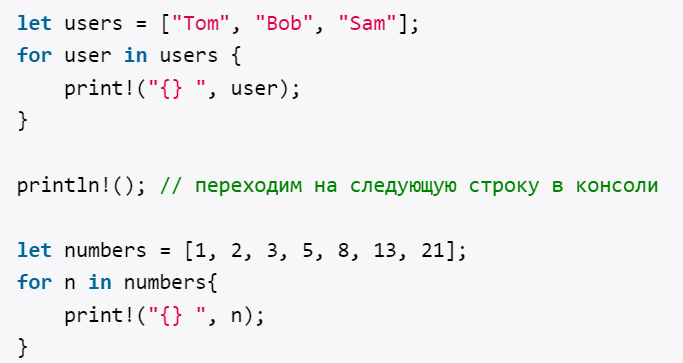 let users = ["Tom", "Bob", "Sam"];
for user in users {
    print!("{} ", user);
}

println!(); // переходим на следующую строку в консоли

let numbers = [1, 2, 3, 5, 8, 13, 21];
for n in numbers{
    print!("{} ", n);
}